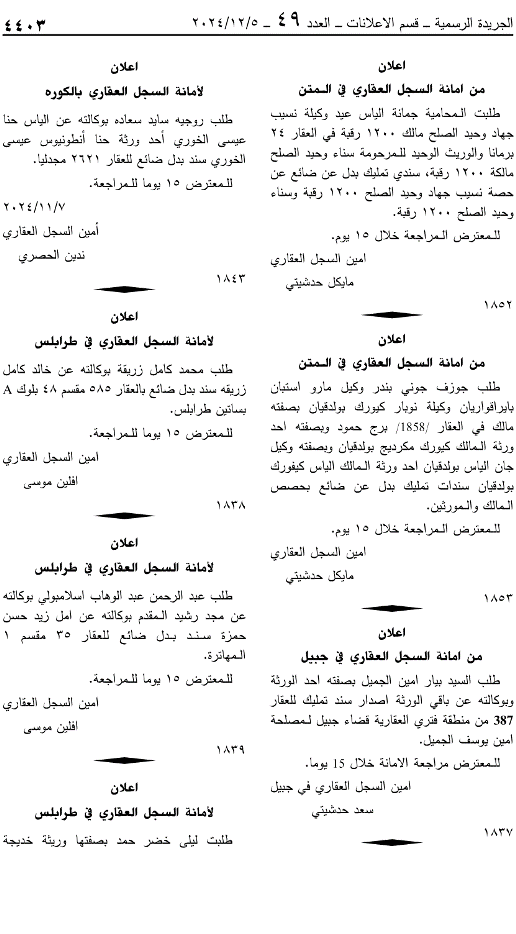 الجريدة الرسمية ــ قسم الاعلانات ــ العدد ٤٩ ــ ٢٠٢٤/١٢/٥
٤٤٠٣
اعلان
من امانة السجل العقاري في المتن
طلبت المحامية جمانة الياس عيد وكيلة نسيب
جهاد وحيد الصلح مالك ١٢٠٠ رقبة في العقار ٢٤
برمانا والوريث الوحيد للمرحومة سناء وحيد الصلح
مالكة ١٢٠٠ رقبة، سندي تمليك بدل عن ضائع عن
حصة نسيب جهاد وحيد الصلح ١٢٠٠ رقبة وسناء
وحيد الصلح ١٢٠٠ رقبة.
للمعترض المراجعة خلال ١٥ يوم.
امين السجل العقاري
مايكل حدشيتي
١٨٥٢
اعلان
من امانة السجل العقاري في المتن
طلب جوزف جوني بندر وكيل مارو استبان
بايراقواريان وكيلة نوبار كيورك بولدقيان بصفته
مالك في العقار /1858/ برج حمود وبصفته احد
ورثة المالك كيورك مكرديج بولدقيان وبصفته وكيل
جان الياس بولدقيان احد ورثة المالك الياس كيفورك
بولدقيان سندات تمليك بدل عن ضائع بحصص
المالك والمورثين.
للمعترض المراجعة خلال ١٥ يوم.
امين السجل العقاري
مايكل حدشيتي
١٨٥٣
اعلان
من امانة السجل العقاري في جبيل
طلب السيد بيار امين الجميل بصفته احد الورثة
وبوكالته عن باقي الورثة اصدار سند تمليك للعقار
387 من منطقة فتري العقارية قضاء جبيل لمصلحة
امين يوسف الجميل.
للمعترض مراجعة الامانة خلال 15 يوما.
امين السجل العقاري في جبيل
سعد حدشيتي
١٨٣٧
اعلان
لأمانة السجل العقاري بالكوره
طلب روجيه سايد سعاده بوكالته عن الياس حنا
عيسى الخوري أحد ورثة حنا أنطونيوس عيسى
الخوري سند بدل ضائع للعقار ٢٦٢١ مجدليا.
للمعترض ١٥ يوما للمراجعة.
٢٠٢٤/١١/٧
أمين السجل العقاري
ندين الحصري
١٨٤٣
اعلان
لأمانة السجل العقاري في طرابلس
طلب محمد كامل زريقة بوكالته عن خالد كامل
زريقه سند بدل ضائع بالعقار ٥٨٥ مقسم ٤٨ بلوك A
بساتين طرابلس.
للمعترض ١٥ يوما للمراجعة.
امين السجل العقاري
افلين موسى
١٨٣٨
اعلان
لأمانة السجل العقاري في طرابلس
طلب عبد الرحمن عبد الوهاب اسلامبولي بوكالته
عن مجد رشيد المقدم بوكالته عن امل زيد حسن
حمزة سند بدل ضائع للعقار ٣٥ مقسم ١
المهاترة.
للمعترض ١٥ يوما للمراجعة.
امين السجل العقاري
افلين موسى
١٨٣٩
اعلان
لأمانة السجل العقاري في طرابلس
طلبت ليلى خضر حمد بصفتها وريثة خديجة